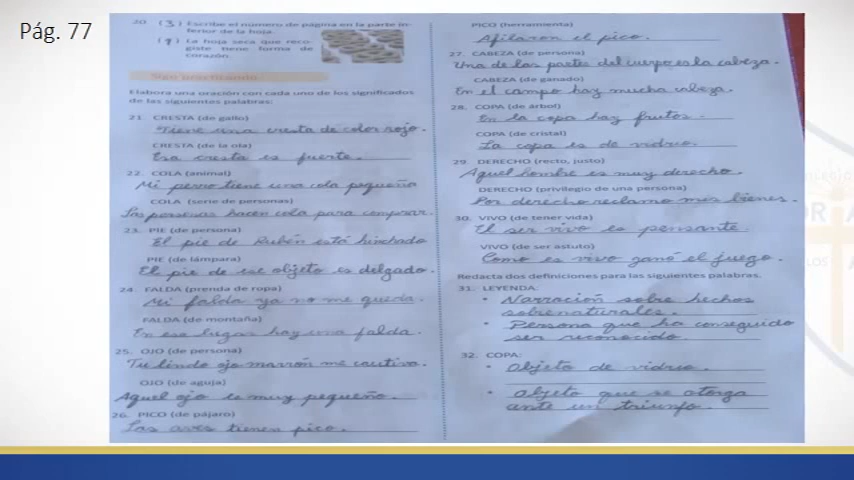 Pág. 77
20. (3) Escribe el número de página en la parte in-
ferior de la hoja.
(9) La hoja seca que reco-
giste tiene forma de
corazón.
Sigo practicando
Elabora una oración con cada uno de los significados
de las siguientes palabras:
21. CRESTA (de gallo)
Tiene una cresta de color rojo.
CRESTA (de la ola)
Esa cresta es fuerte.
22. COLA (animal)
Mi perro tiene una cola pequeña
COLA (serie de personas)
Las personas hacen cola para comprar.
23. PIE (de persona)
El pie de Rubén está hinchado
PIE (de lámpara)
El pie de ese objeto es delgado.
24. FALDA (prenda de ropa)
Mi falda ya no me queda.
FALDA (de montaña)
En ese lugar hay una falda.
25. OJO (de persona)
Tu lindo ojo marrón me cautiva.
OJO (de aguja)
Aquel ojo es muy pequeño.
26. PICO (de pájaro)
Las aves tienen pico.
PICO (herramienta)
Afilaron el pico.
27. CABEZA (de persona)
Una de las partes del cuerpo es la cabeza.
CABEZA (de ganado)
En el campo hay mucha cabeza.
28. COPA (de árbol)
En la copa hay frutos.
COPA (de cristal)
La copa es de vidrio.
29. DERECHO (recto, justo)
Aquel hombre es muy derecho.
DERECHO (privilegio de una persona)
Por derecho reclamo mis bienes.
30. VIVO (de tener vida)
El ser vivo es pensante.
VIVO (de ser astuto)
Como es vivo ganó el juego.
Redacta dos definiciones para las siguientes palabras.
31. LEYENDA:
• Narración sobre hechos
sobrenaturales.
• Persona que ha conseguido
ser reconocido.
32. COPA:
• Objeto de vidrio.
• Objeto que se otorga
ante un triunfo.